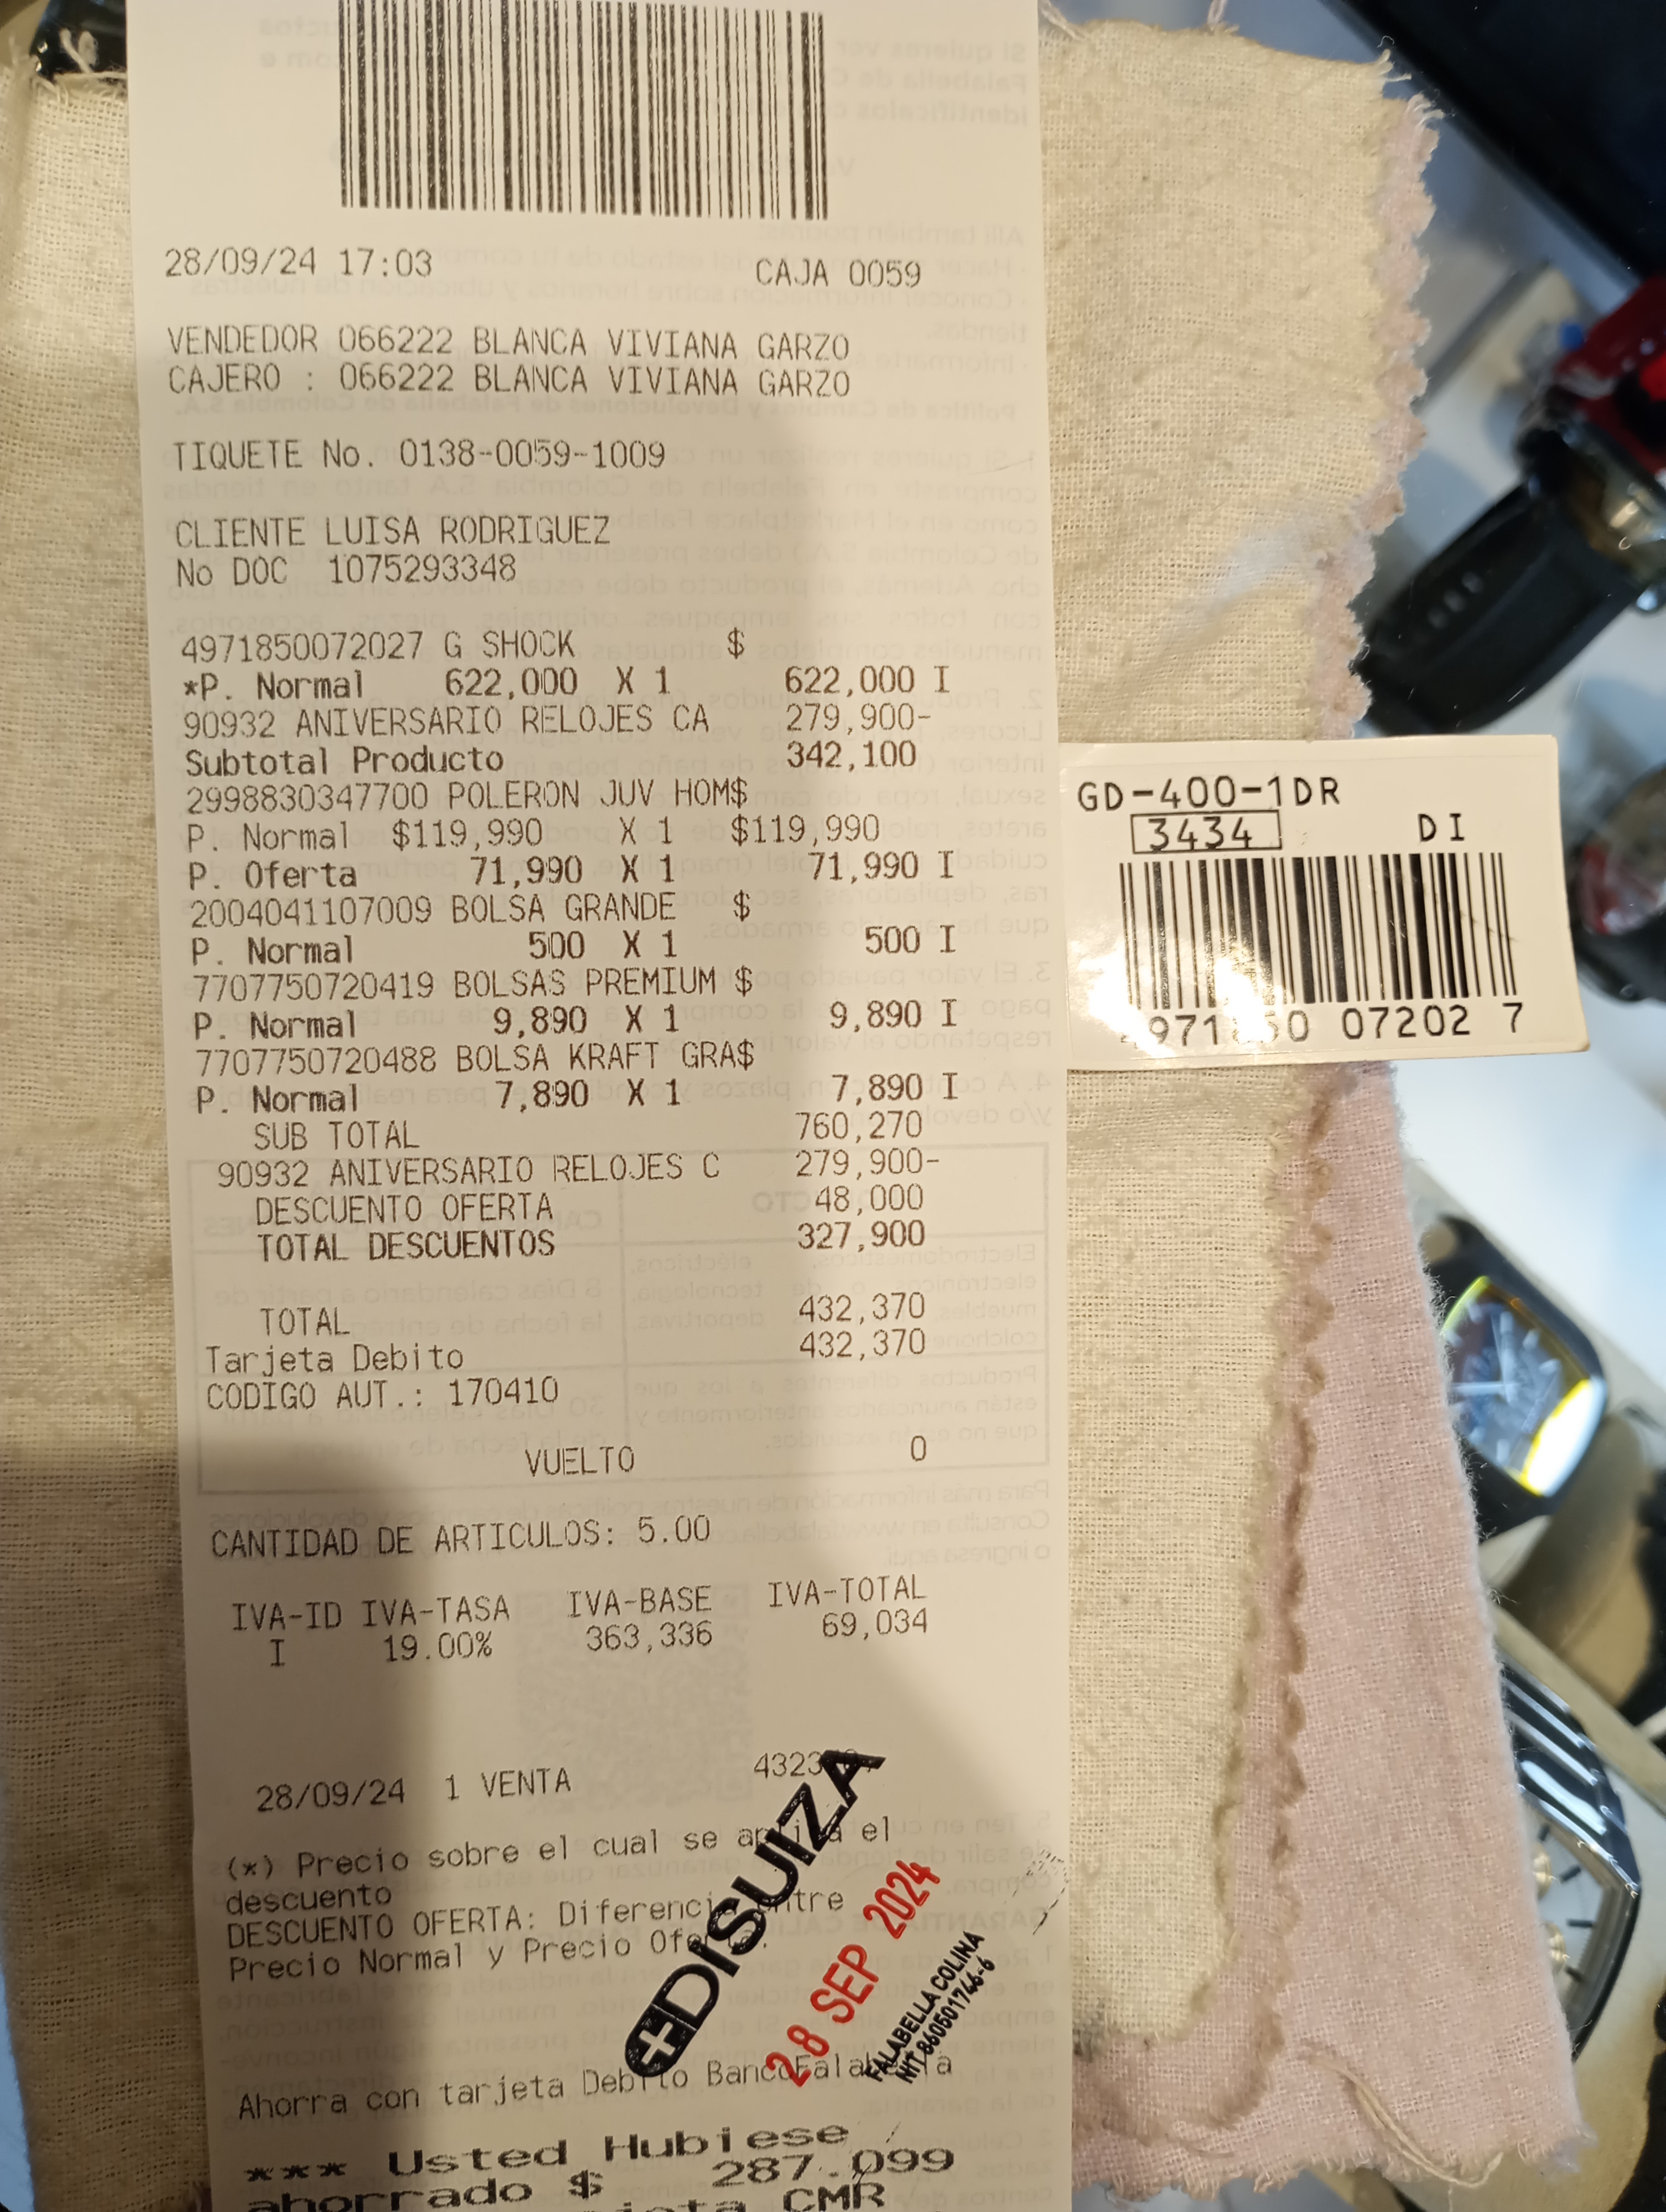 28/09/24 17:03 CAJA 0059
VENDEDOR 066222 BLANCA VIVIANA GARZO
CAJERO : 066222 BLANCA VIVIANA GARZO
TIQUETE No. 0138-0059-1009
CLIENTE LUISA RODRIGUEZ
No DOC 1075293348
4971850072027 G SHOCK $
*P. Normal 622,000 X 1 622,000 I
90932 ANIVERSARIO RELOJES CA 279,900-
Subtotal Producto 342,100
2998830347700 POLERON JUV HOM$
P. Normal $119,990 X 1 $119,990
P. Oferta 71,990 X 1 71,990 I
2004041107009 BOLSA GRANDE $
P. Normal 500 X 1 500 I
7707750720419 BOLSAS PREMIUM $
P. Normal 9,890 X 1 9,890 I
7707750720488 BOLSA KRAFT GRA$
P. Normal 7,890 X 1 7,890 I
SUB TOTAL 760,270
90932 ANIVERSARIO RELOJES C 279,900-
DESCUENTO OFERTA 48,000
TOTAL DESCUENTOS 327,900
TOTAL 432,370
Tarjeta Debito 432,370
CODIGO AUT.: 170410
VUELTO 0
CANTIDAD DE ARTICULOS: 5.00
IVA-ID IVA-TASA IVA-BASE IVA-TOTAL
I 19.00% 363,336 69,034
28/09/24 1 VENTA
(*) Precio sobre el cual se aplica el
descuento
DESCUENTO OFERTA: Diferencia entre
Precio Normal y Precio Oferta.
DISUIZA
28 SEP 2024
FALABELLA COLINA
NIT.860501746-6
Ahorra con tarjeta Debito BancoFalabella
*** Usted Hubiese
ahorrado $ 287.099
CMR
GD-400-1DR
3434 DI
07202 7